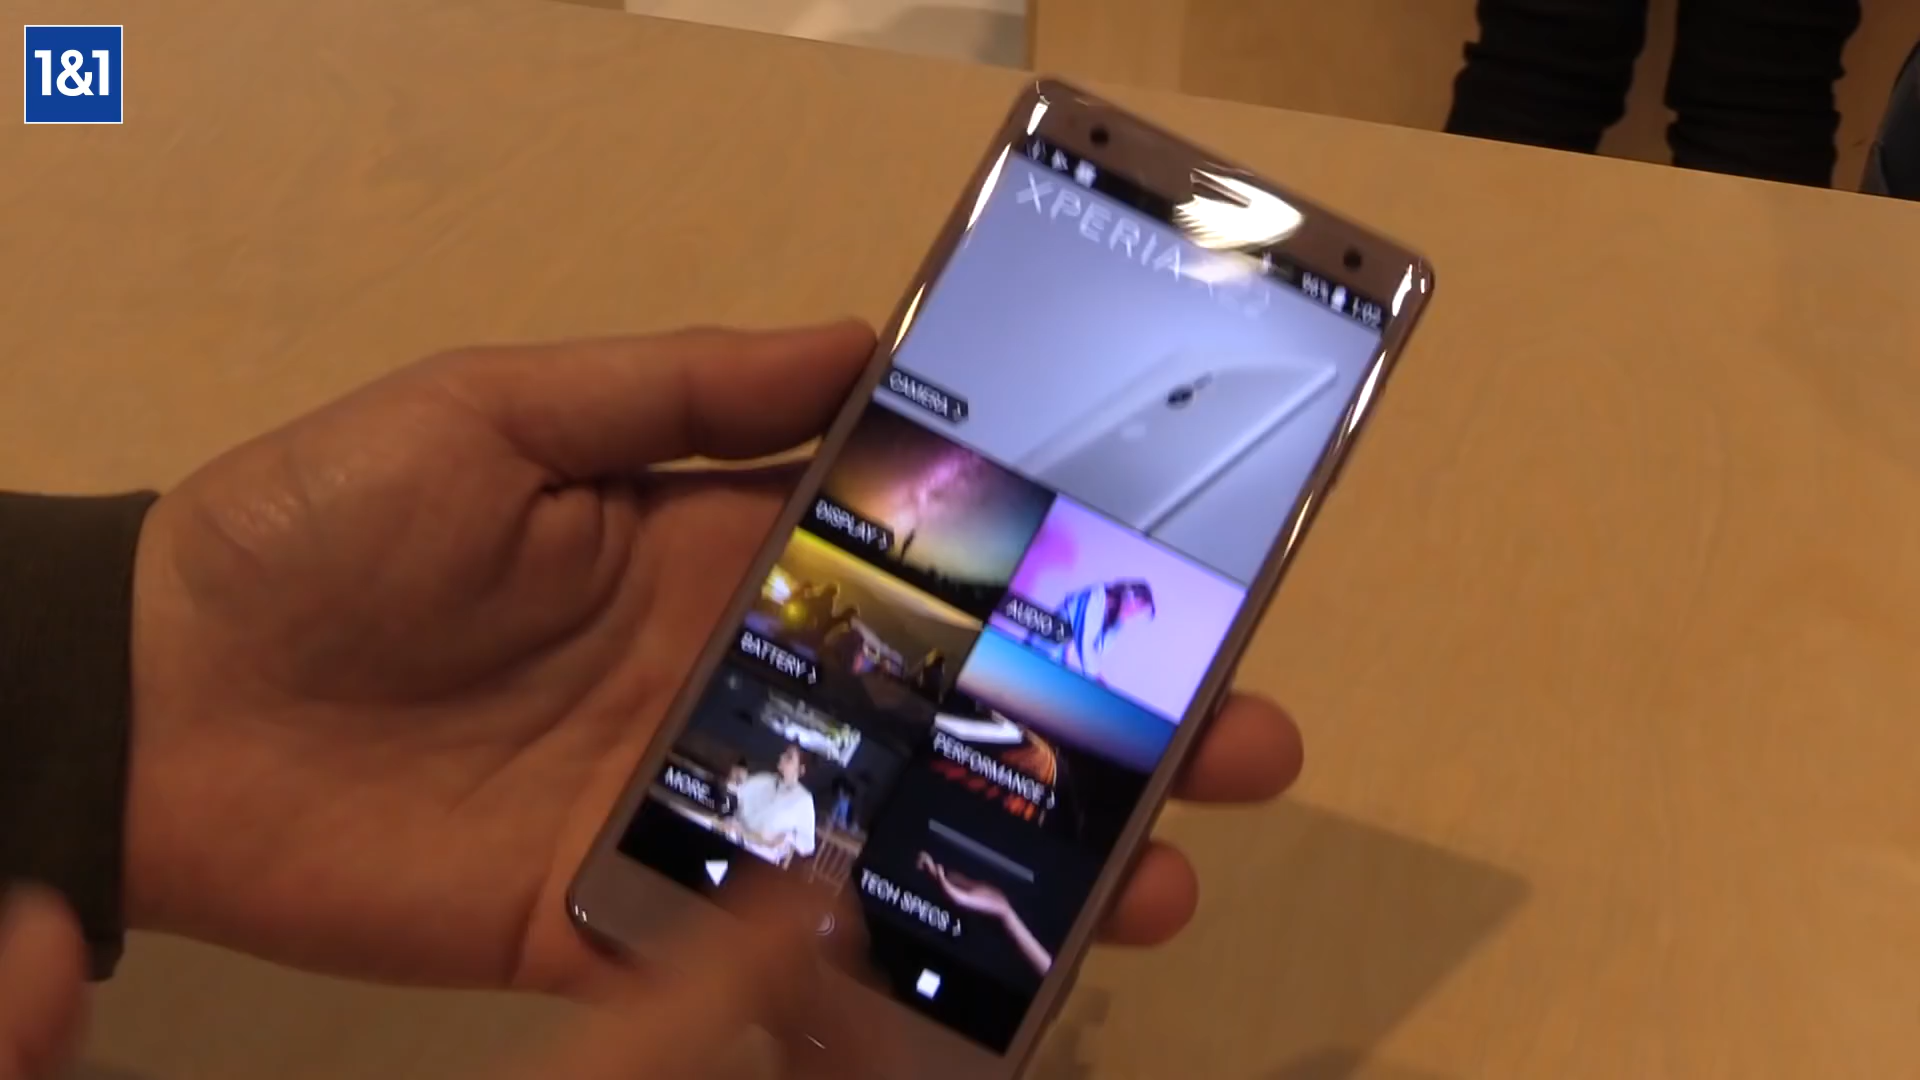 1&1
XPERIA
CAMERA >
DISPLAY >
AUDIO >
BATTERY >
PERFORMANCE >
MORE... >
TECH SPECS >